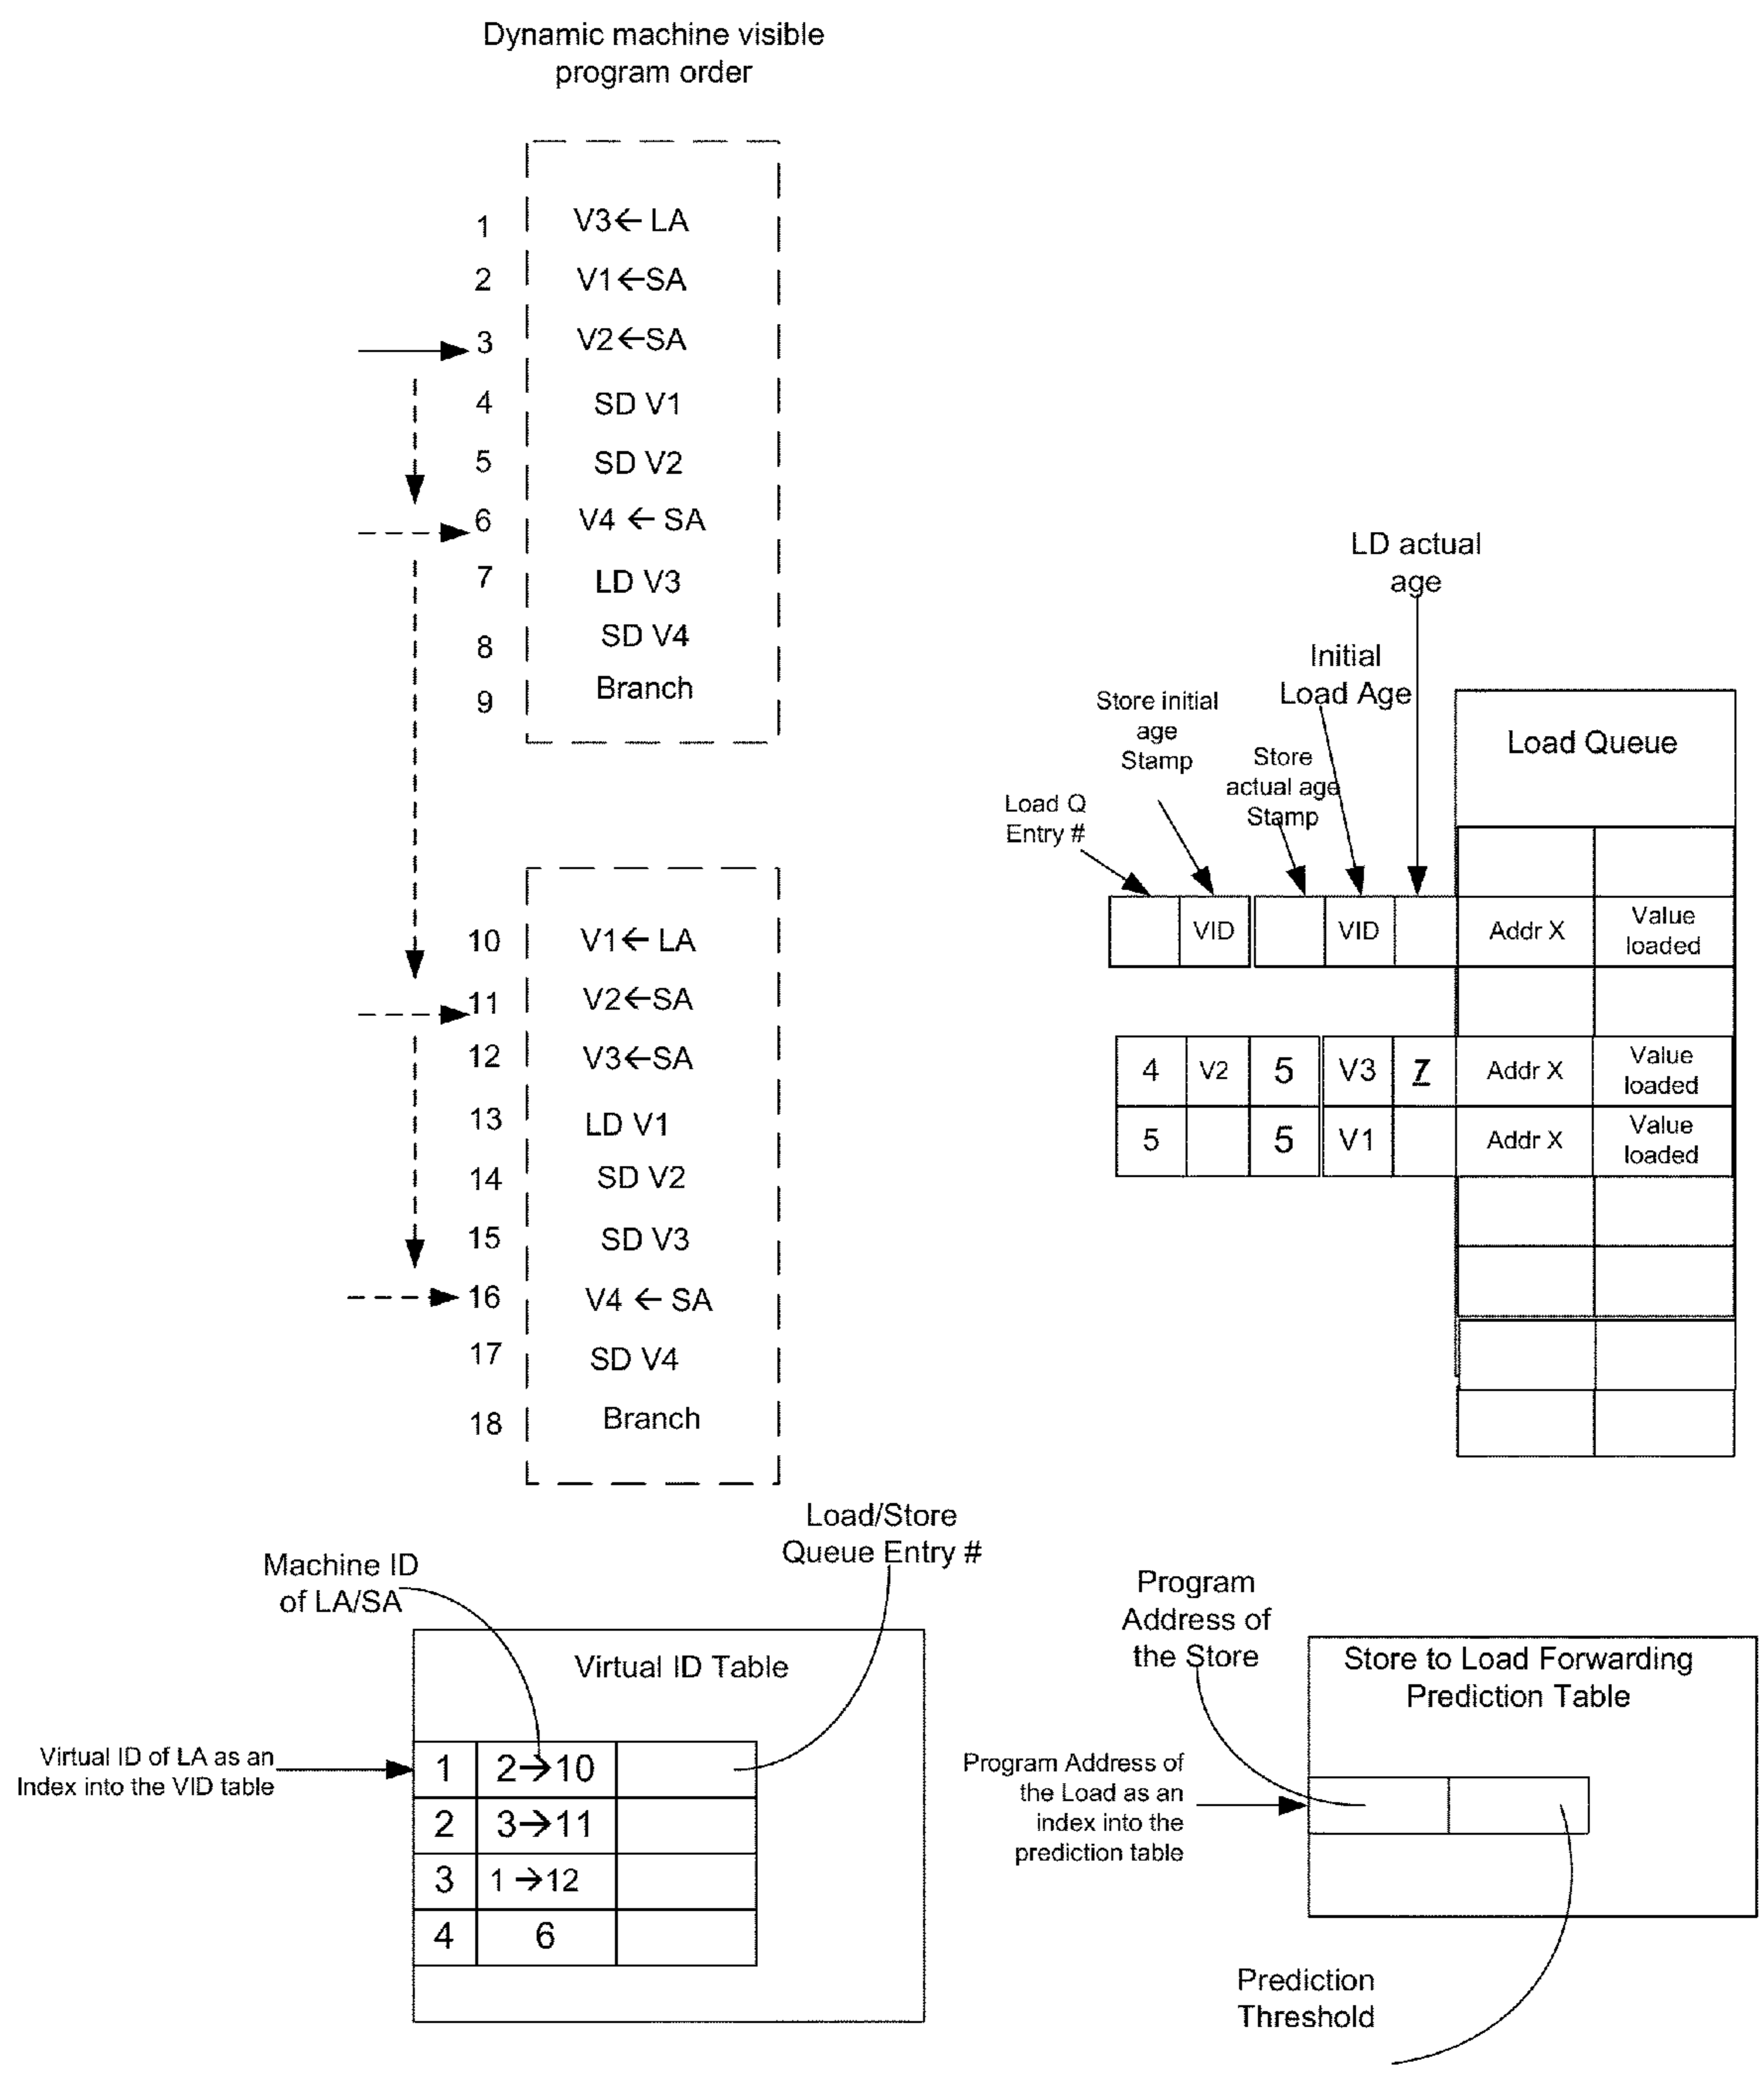 Dynamic machine visible
program order
1 V3← LA
2 V1←SA
3 V2←SA
4 SD V1
5 SD V2
6 V4 ← SA
7 LD V3
8 SD V4
9 Branch
10 V1← LA
11 V2←SA
12 V3←SA
13 LD V1
14 SD V2
15 SD V3
16 V4 ← SA
17 SD V4
18 Branch
LD actual
age
Initial
Load Age
Store initial
age
Stamp
Store
actual age
Stamp
Load Q
Entry #
Load Queue
VID VID Addr X Value
loaded
4 V2 5 V3 7 Addr X Value
loaded
5 5 V1 Addr X Value
loaded
Load/Store
Queue Entry #
Machine ID
of LA/SA
Virtual ID Table
Virtual ID of LA as an
Index into the VID table
1 2→10
2 3→11
3 1→12
4 6
Program
Address of
the Store
Store to Load Forwarding
Prediction Table
Program Address of
the Load as an
index into the
prediction table
Prediction
Threshold